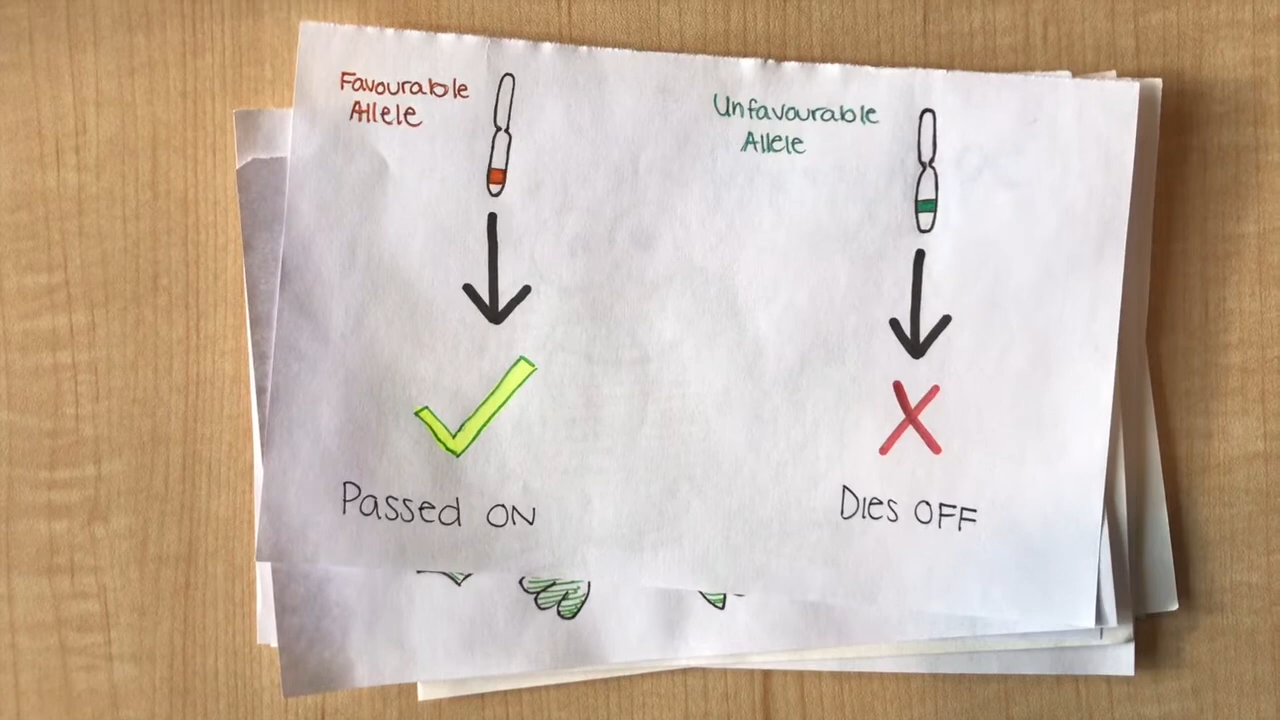 Favourable
Allele
Unfavourable
Allele
Passed ON
Dies OFF